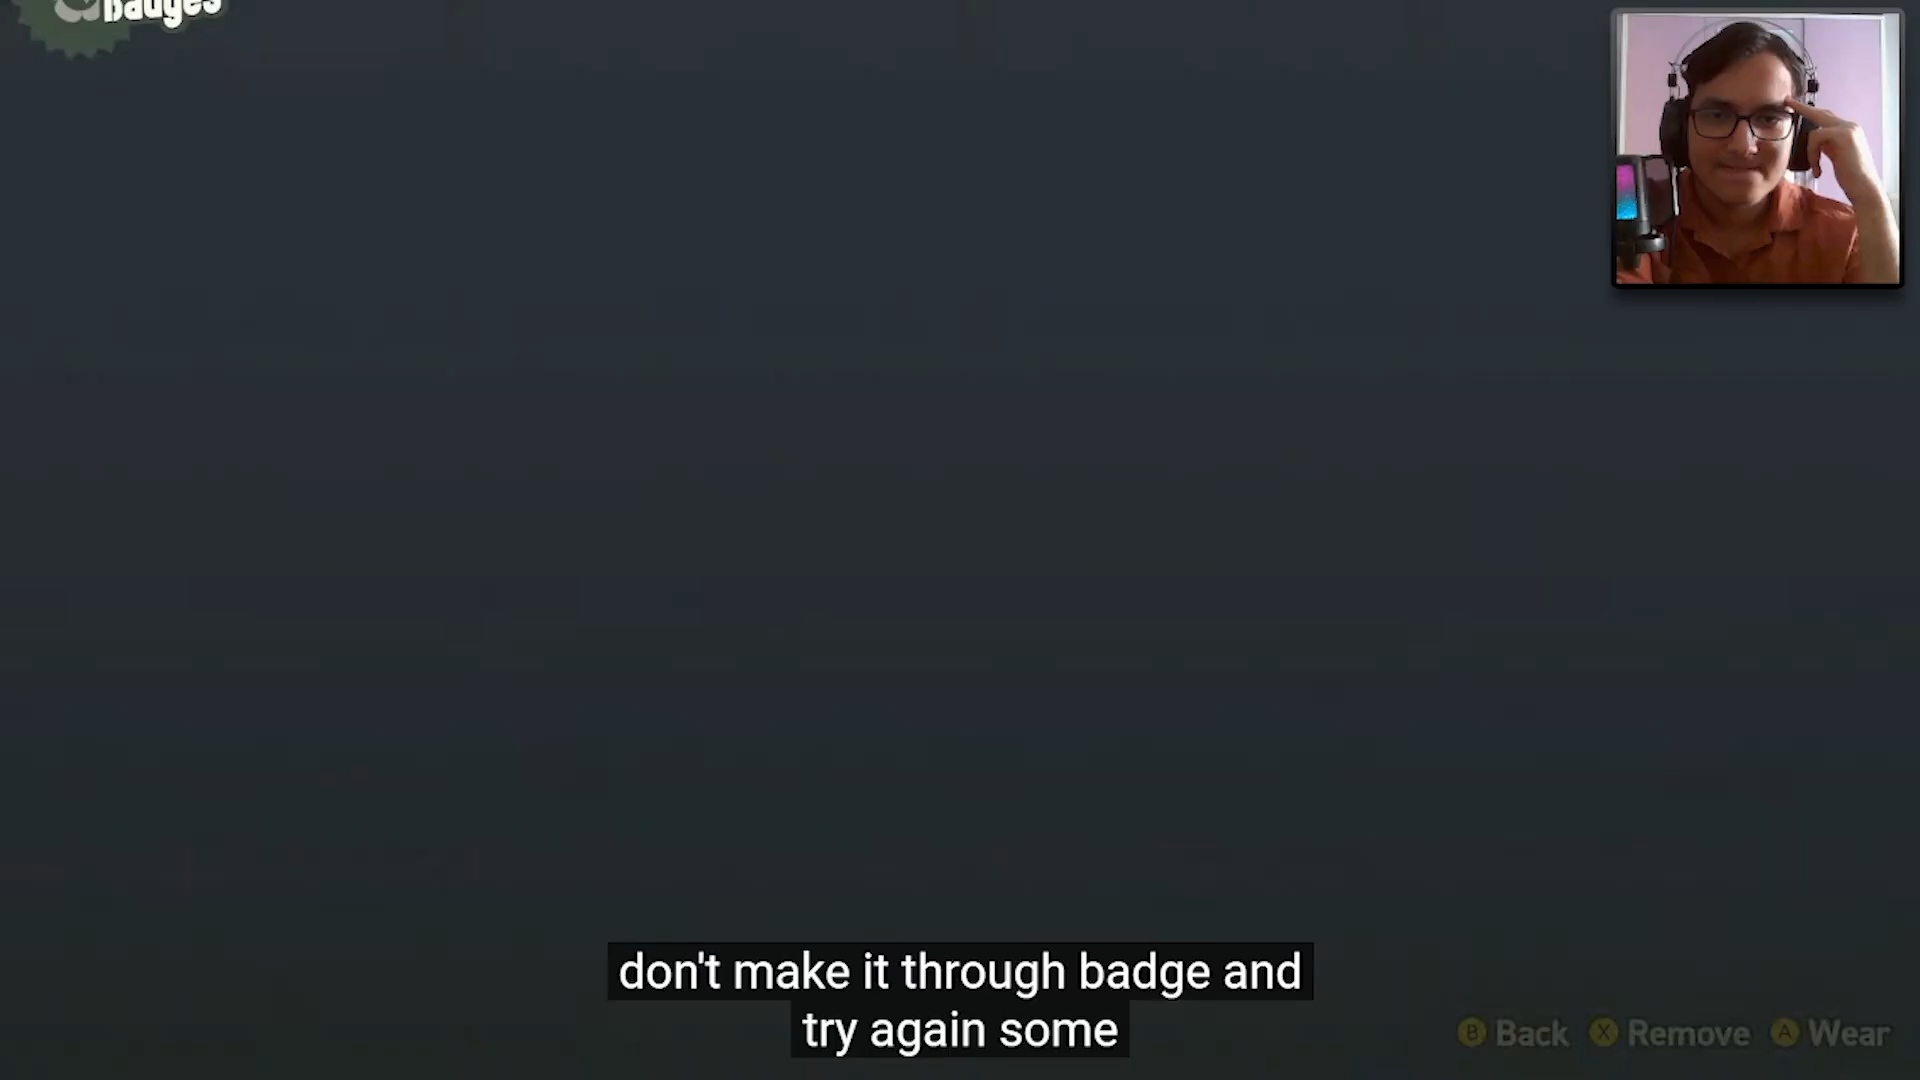 Badges
don't make it through badge and
try again some
B Back X Remove A Wear